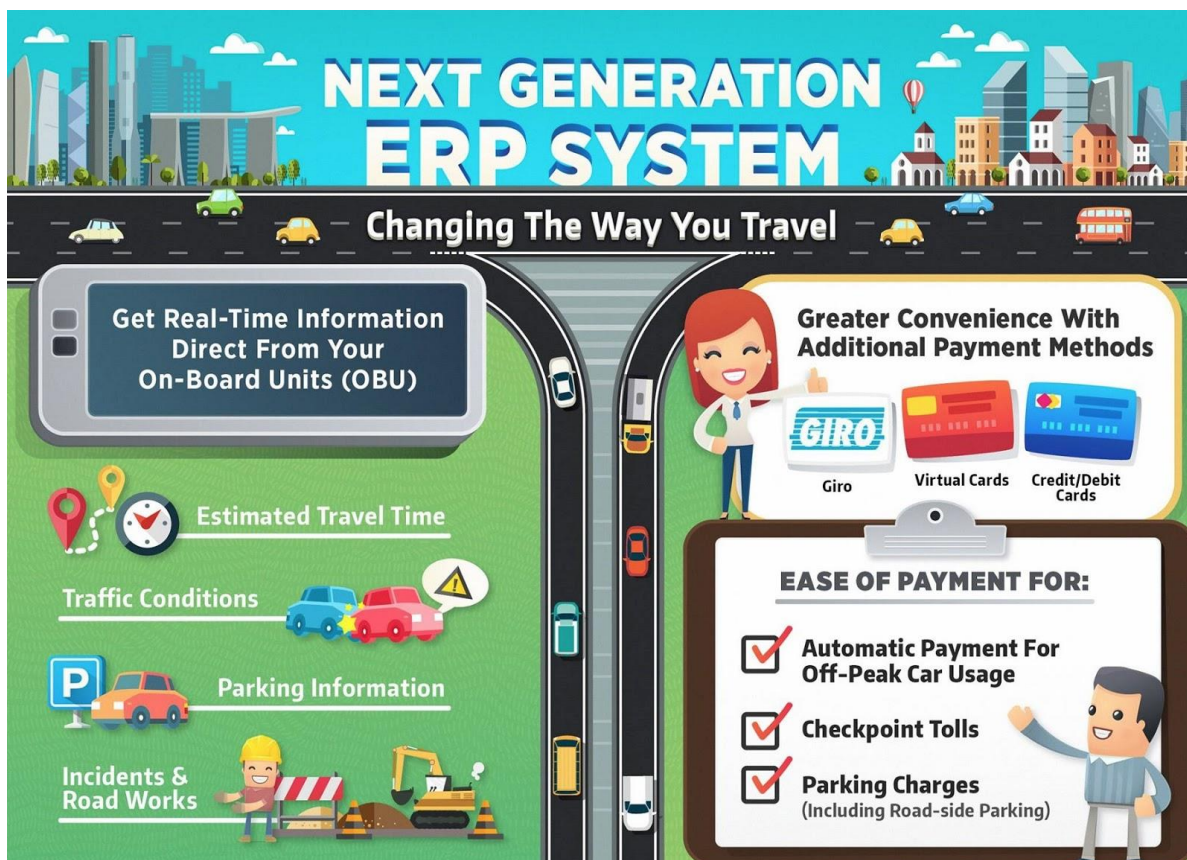 NEXT GENERATION
ERP SYSTEM
Changing The Way You Travel
Get Real-Time Information
Direct From Your
On-Board Units (OBU)
Estimated Travel Time
Traffic Conditions
P
Parking Information
Incidents &
Road Works
Greater Convenience With
Additional Payment Methods
GIRO
Giro
Virtual Cards
Credit/Debit
Cards
EASE OF PAYMENT FOR:
Automatic Payment For
Off-Peak Car Usage
Checkpoint Tolls
Parking Charges
(Including Road-side Parking)